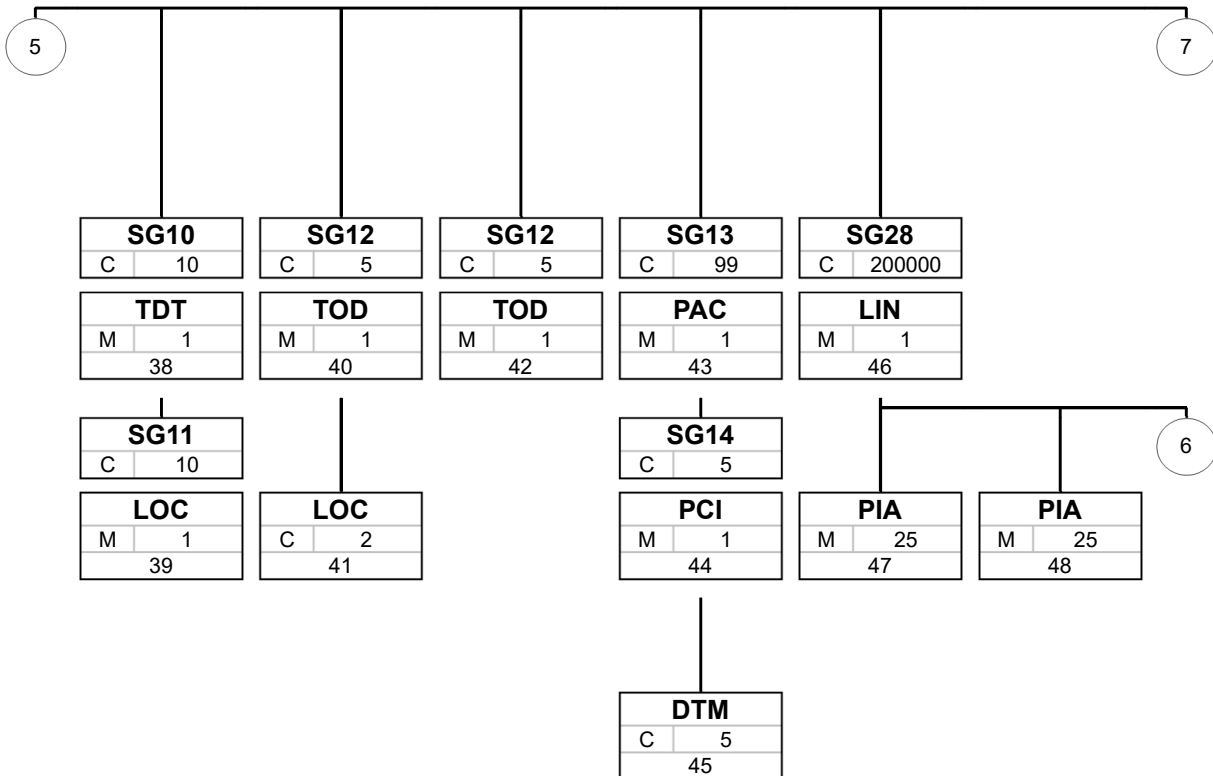 5
7
SG10
C 10
SG12
C 5
SG12
C 5
SG13
C 99
SG28
C 200000
TDT
M 1
38
TOD
M 1
40
TOD
M 1
42
PAC
M 1
43
LIN
M 1
46
6
SG11
C 10
SG14
C 5
LOC
M 1
39
LOC
C 2
41
PCI
M 1
44
PIA
M 25
47
PIA
M 25
48
DTM
C 5
45